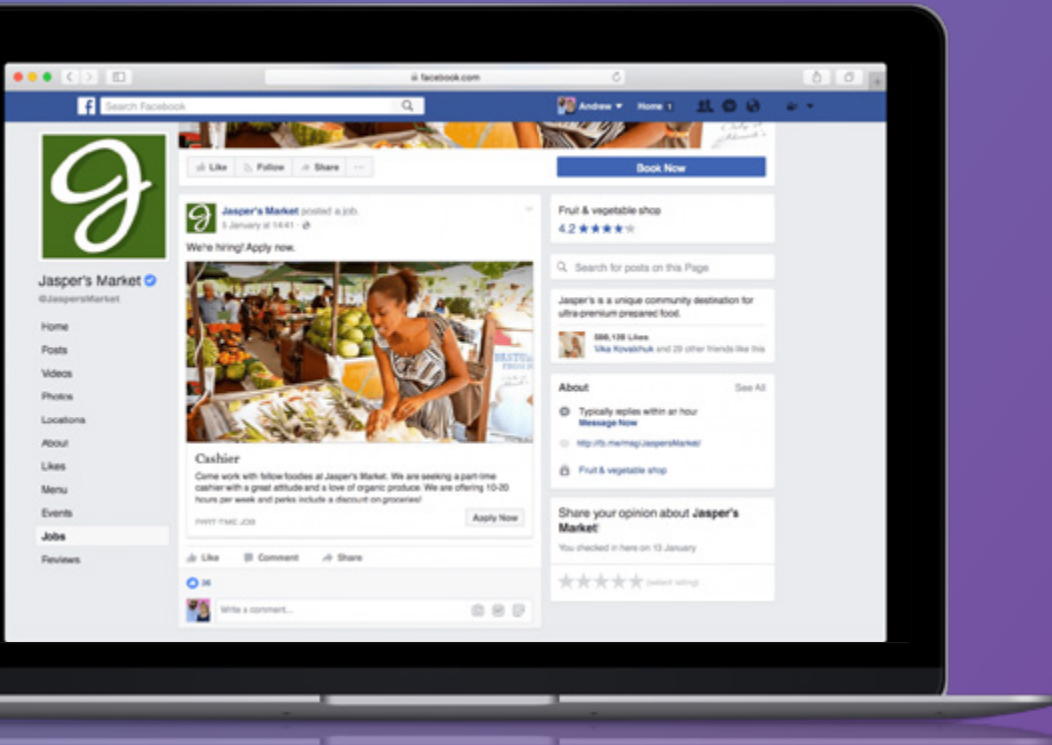 facebook.com
f
Search Facebook
Andrew
Home 1
Like
Follow
Share
Book Now
Jasper's Market
@JaspersMarket
Home
Posts
Videos
Photos
Locations
About
Likes
Menu
Events
Jobs
Reviews
Jasper's Market posted a job.
5 January at 14:41
We're hiring! Apply now.
Cashier
Come work with fellow foodies at Jasper's Market. We are seeking a part-time
cashier with a great attitude and a love of organic produce. We are offering 10-20
hours per week and perks include a discount on groceries!
PART-TIME JOB
Apply Now
Like
Comment
Share
36
Write a comment...
Fruit & vegetable shop
4.2
Search for posts on this Page
Jasper's is a unique community destination for
ultra-premium prepared food.
Likes
Vika Kovalchuk and 29 other friends like this
About
See All
Typically replies within an hour
Message Now
http://fb.me/msg/JaspersMarket/
Fruit & vegetable shop
Share your opinion about Jasper's
Market!
You checked in here on 13 January
(select rating)